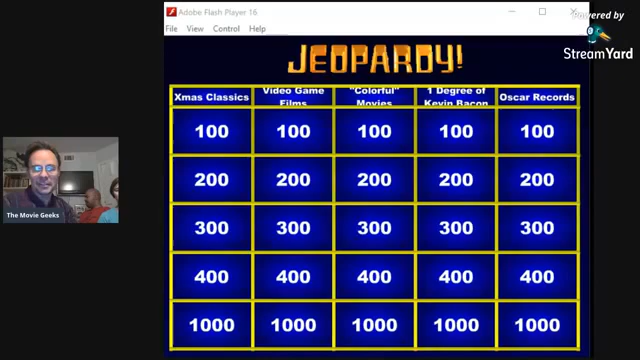 Adobe Flash Player 16
File View Control Help
Powered by
StreamYard
JEOPARDY!
Xmas Classics
Video Game
Films
"Colorful"
Movies
1 Degree of
Kevin Bacon
Oscar Records
100 100 100 100 100
200 200 200 200 200
300 300 300 300 300
400 400 400 400 400
1000 1000 1000 1000 1000
The Movie Geeks